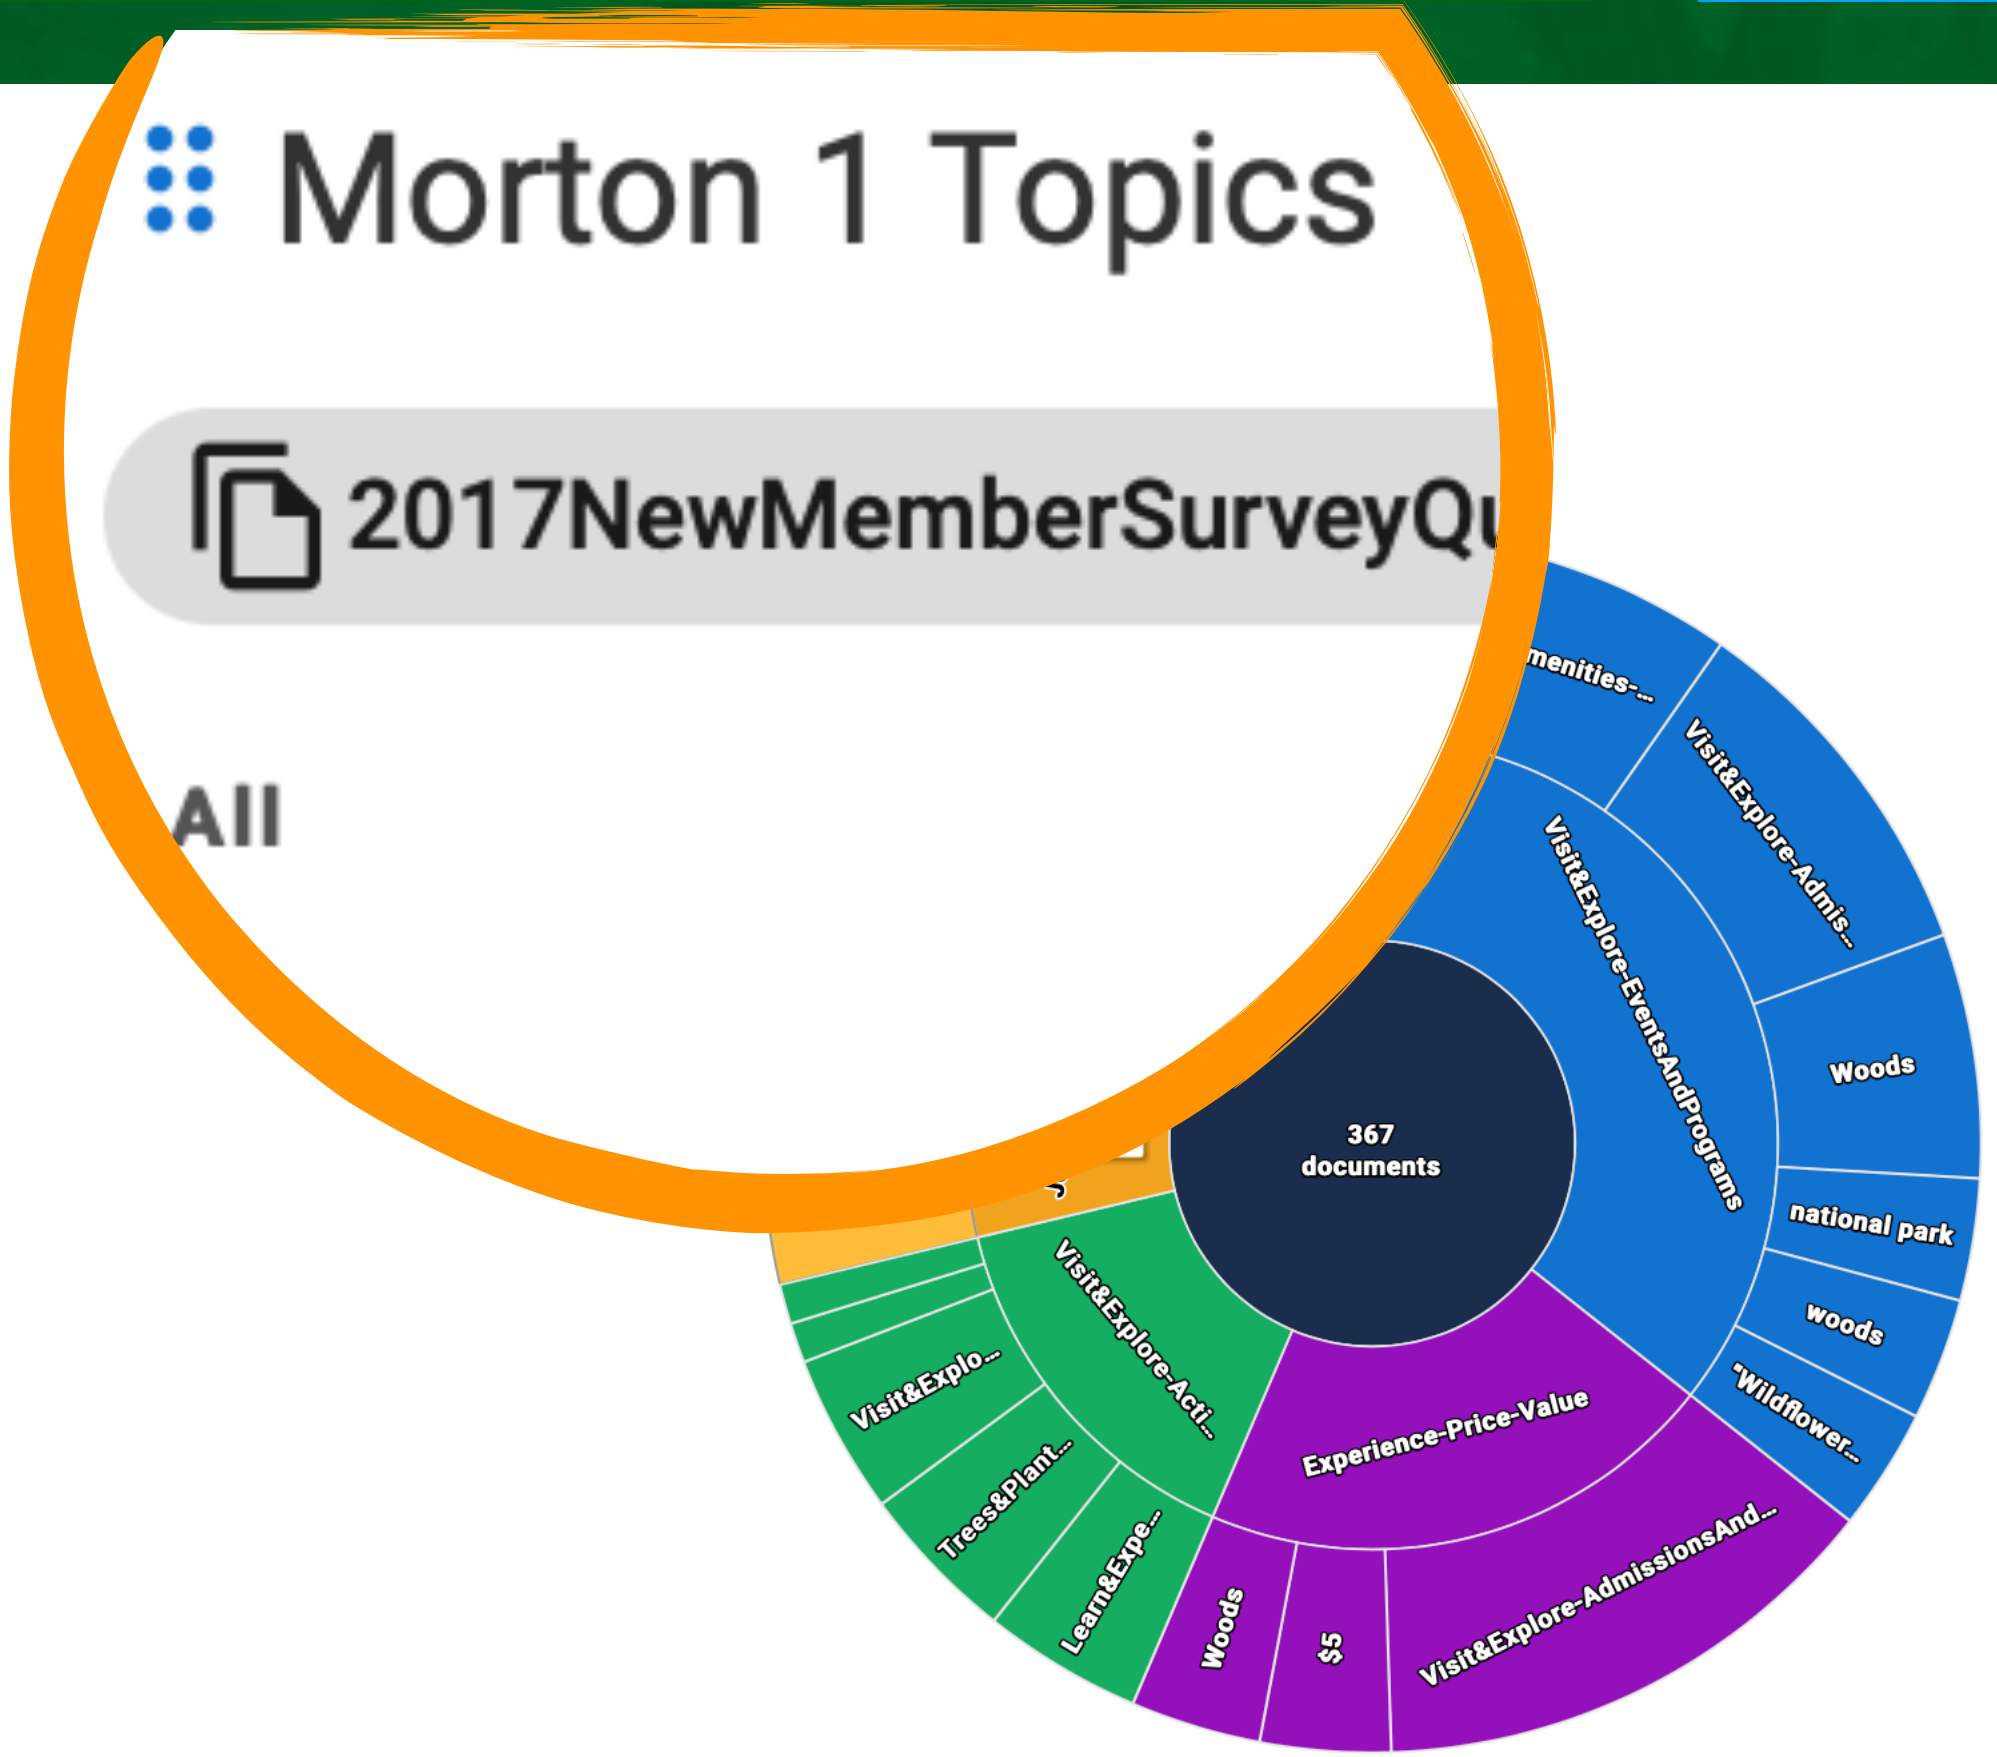 Morton 1 Topics
2017NewMemberSurveyQu
All
menities-...
Visit&Explore-Admis...
Visit&Explore-EventsAndPrograms
Woods
national park
woods
"Wildflower...
367
documents
Experience-Price-Value
Visit&Explore-AdmissionsAnd...
$5
Woods
Visit&Explore-Acti...
Visit&Explo...
Trees&Plant...
Learn&Expe...